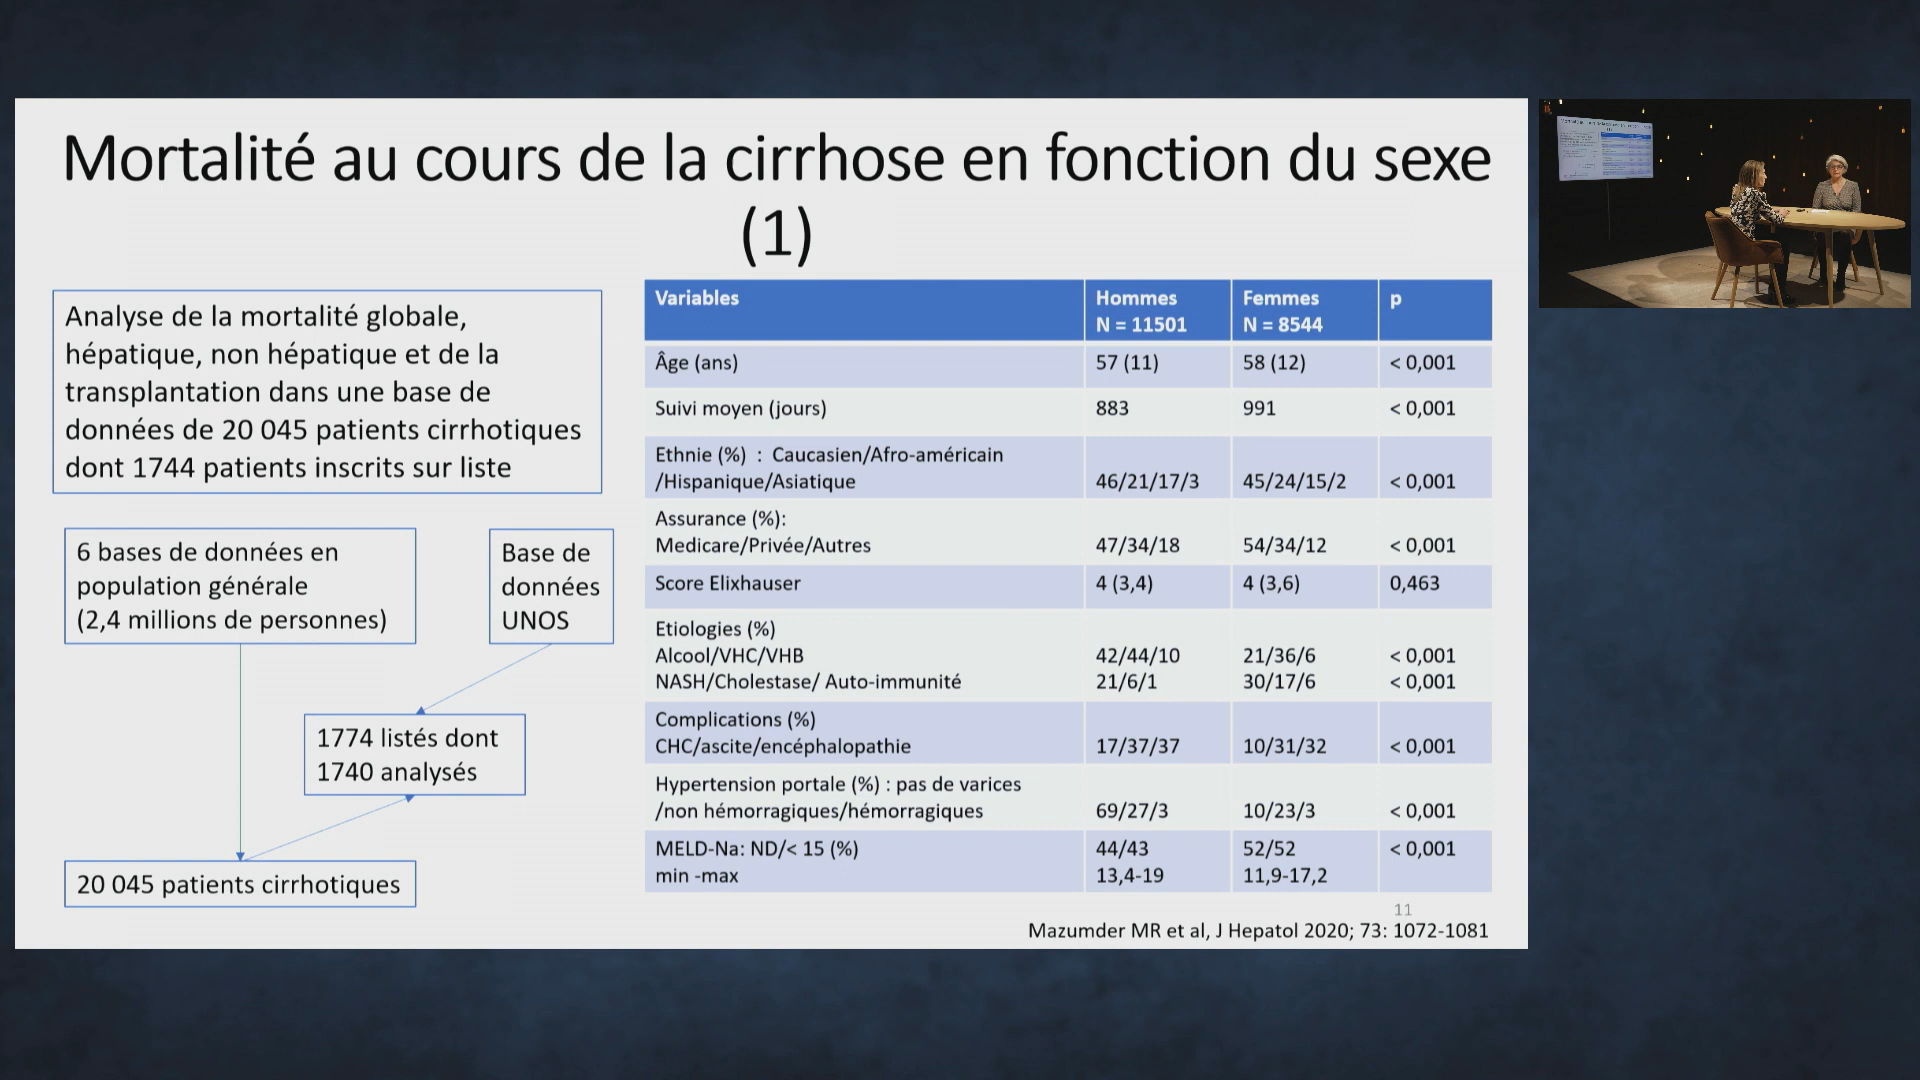 Mortalité au cours de la cirrhose en fonction du sexe
(1)
Analyse de la mortalité globale,
hépatique, non hépatique et de la
transplantation dans une base de
données de 20 045 patients cirrhotiques
dont 1744 patients inscrits sur liste
6 bases de données en
population générale
(2,4 millions de personnes)
Base de
données
UNOS
1774 listés dont
1740 analysés
20 045 patients cirrhotiques
Variables Hommes Femmes p
N = 11501 N = 8544
Âge (ans) 57 (11) 58 (12) < 0,001
Suivi moyen (jours) 883 991 < 0,001
Ethnie (%) : Caucasien/Afro-américain
/Hispanique/Asiatique 46/21/17/3 45/24/15/2 < 0,001
Assurance (%):
Medicare/Privée/Autres 47/34/18 54/34/12 < 0,001
Score Elixhauser 4 (3,4) 4 (3,6) 0,463
Etiologies (%)
Alcool/VHC/VHB 42/44/10 21/36/6 < 0,001
NASH/Cholestase/ Auto-immunité 21/6/1 30/17/6 < 0,001
Complications (%)
CHC/ascite/encéphalopathie 17/37/37 10/31/32 < 0,001
Hypertension portale (%) : pas de varices
/non hémorragiques/hémorragiques 69/27/3 10/23/3 < 0,001
MELD-Na: ND/< 15 (%) 44/43 52/52 < 0,001
min -max 13,4-19 11,9-17,2
11
Mazumder MR et al, J Hepatol 2020; 73: 1072-1081